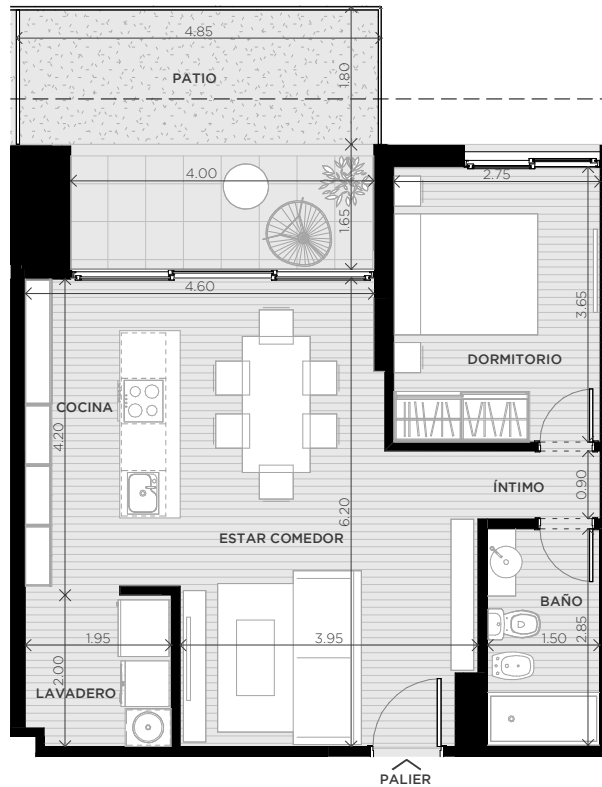 4.85
PATIO
1.80
4.00
2.75
1.65
4.60
3.65
DORMITORIO
COCINA
4.20
ÍNTIMO
0.90
6.20
ESTAR COMEDOR
BAÑO
2.85
1.95
3.95
1.50
2.00
LAVADERO
PALIER